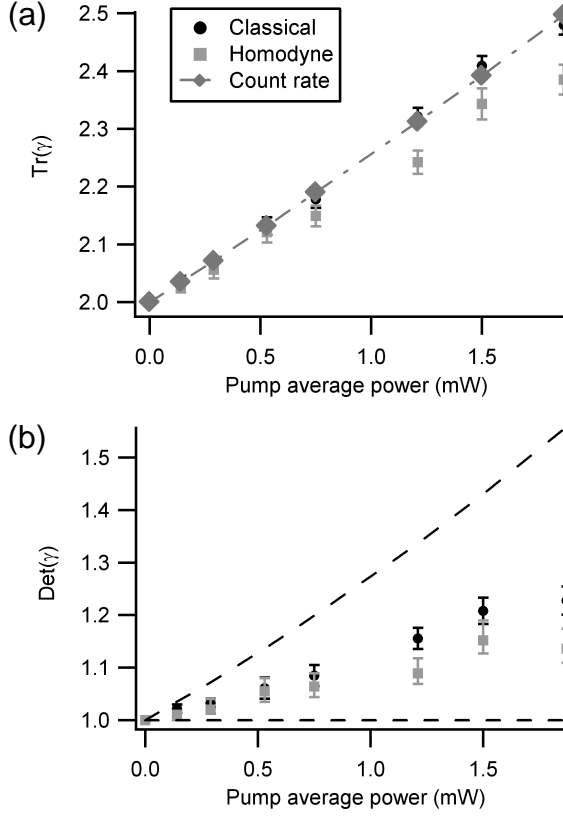 (a)
2.5
2.4
2.3
2.2
2.1
2.0
Tr(γ)
Classical
Homodyne
Count rate
0.0 0.5 1.0 1.5
Pump average power (mW)
(b)
1.5
1.4
1.3
1.2
1.1
1.0
Det(γ)
0.0 0.5 1.0 1.5
Pump average power (mW)